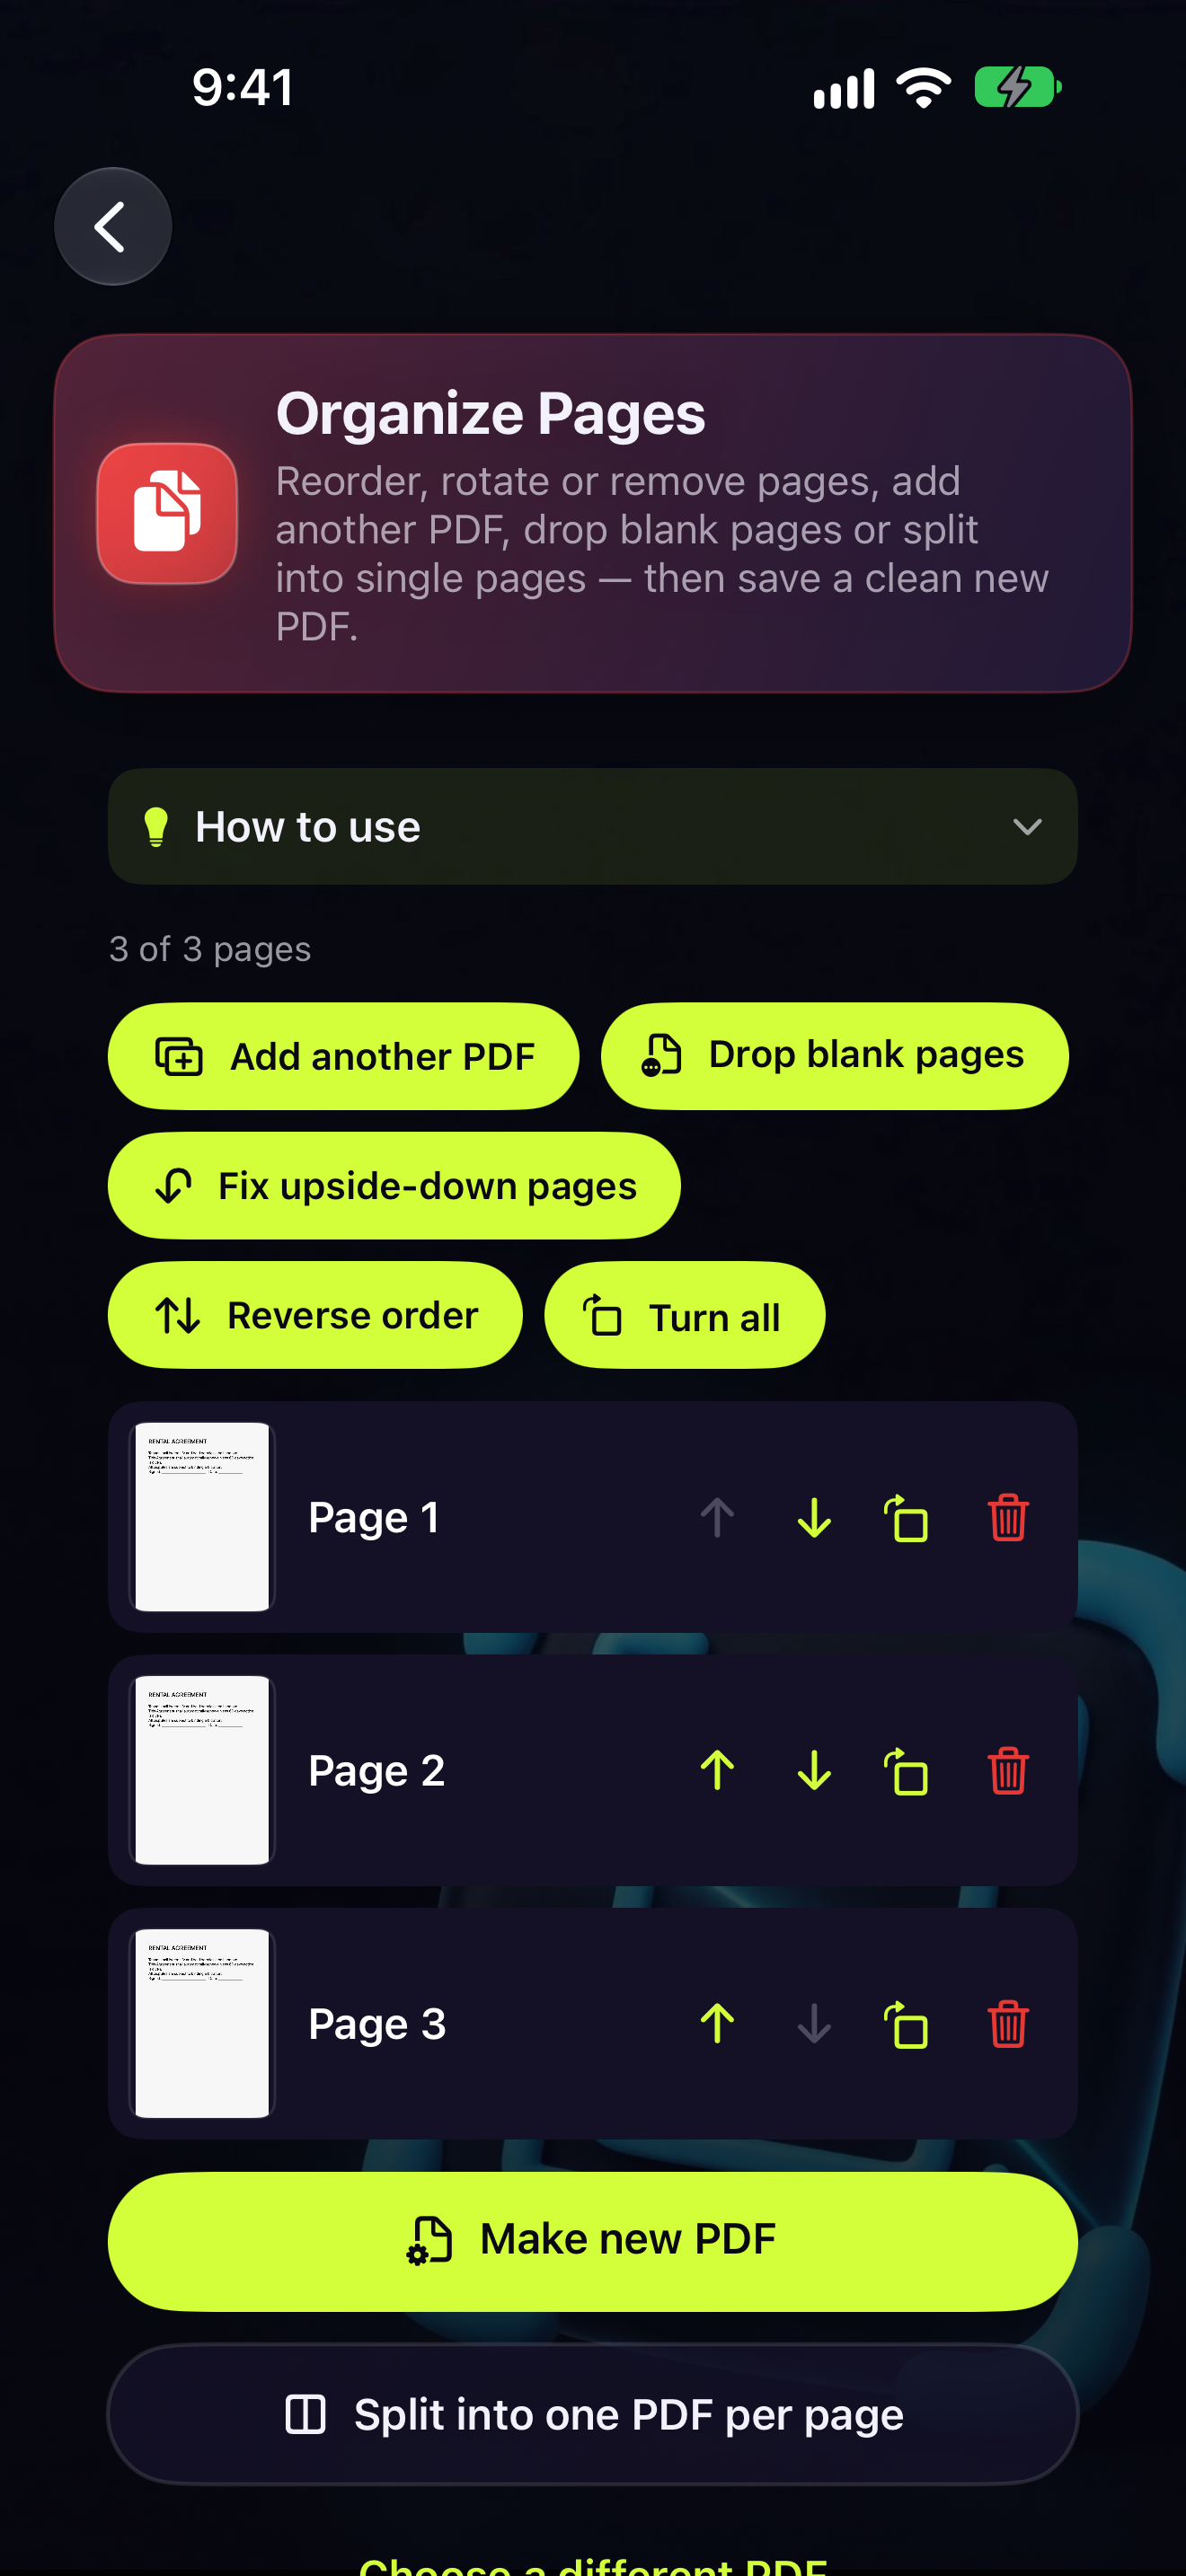 9:41
Organize Pages
Reorder, rotate or remove pages, add
another PDF, drop blank pages or split
into single pages — then save a clean new
PDF.
How to use
3 of 3 pages
Add another PDF
Drop blank pages
Fix upside-down pages
Reverse order
Turn all
RENTAL AGREEMENT
Page 1
RENTAL AGREEMENT
Page 2
RENTAL AGREEMENT
Page 3
Make new PDF
Split into one PDF per page
Choose a different PDF